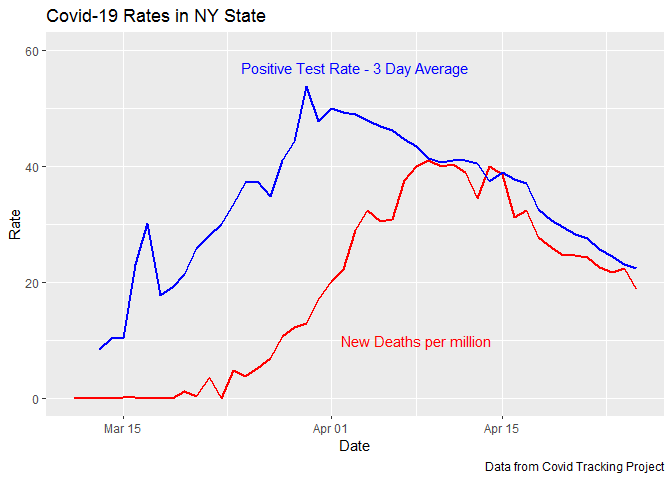 Covid-19 Rates in NY State
60
Positive Test Rate - 3 Day Average
40
Rate
20
New Deaths per million
0
Mar 15
Apr 01
Apr 15
Date
Data from Covid Tracking Project